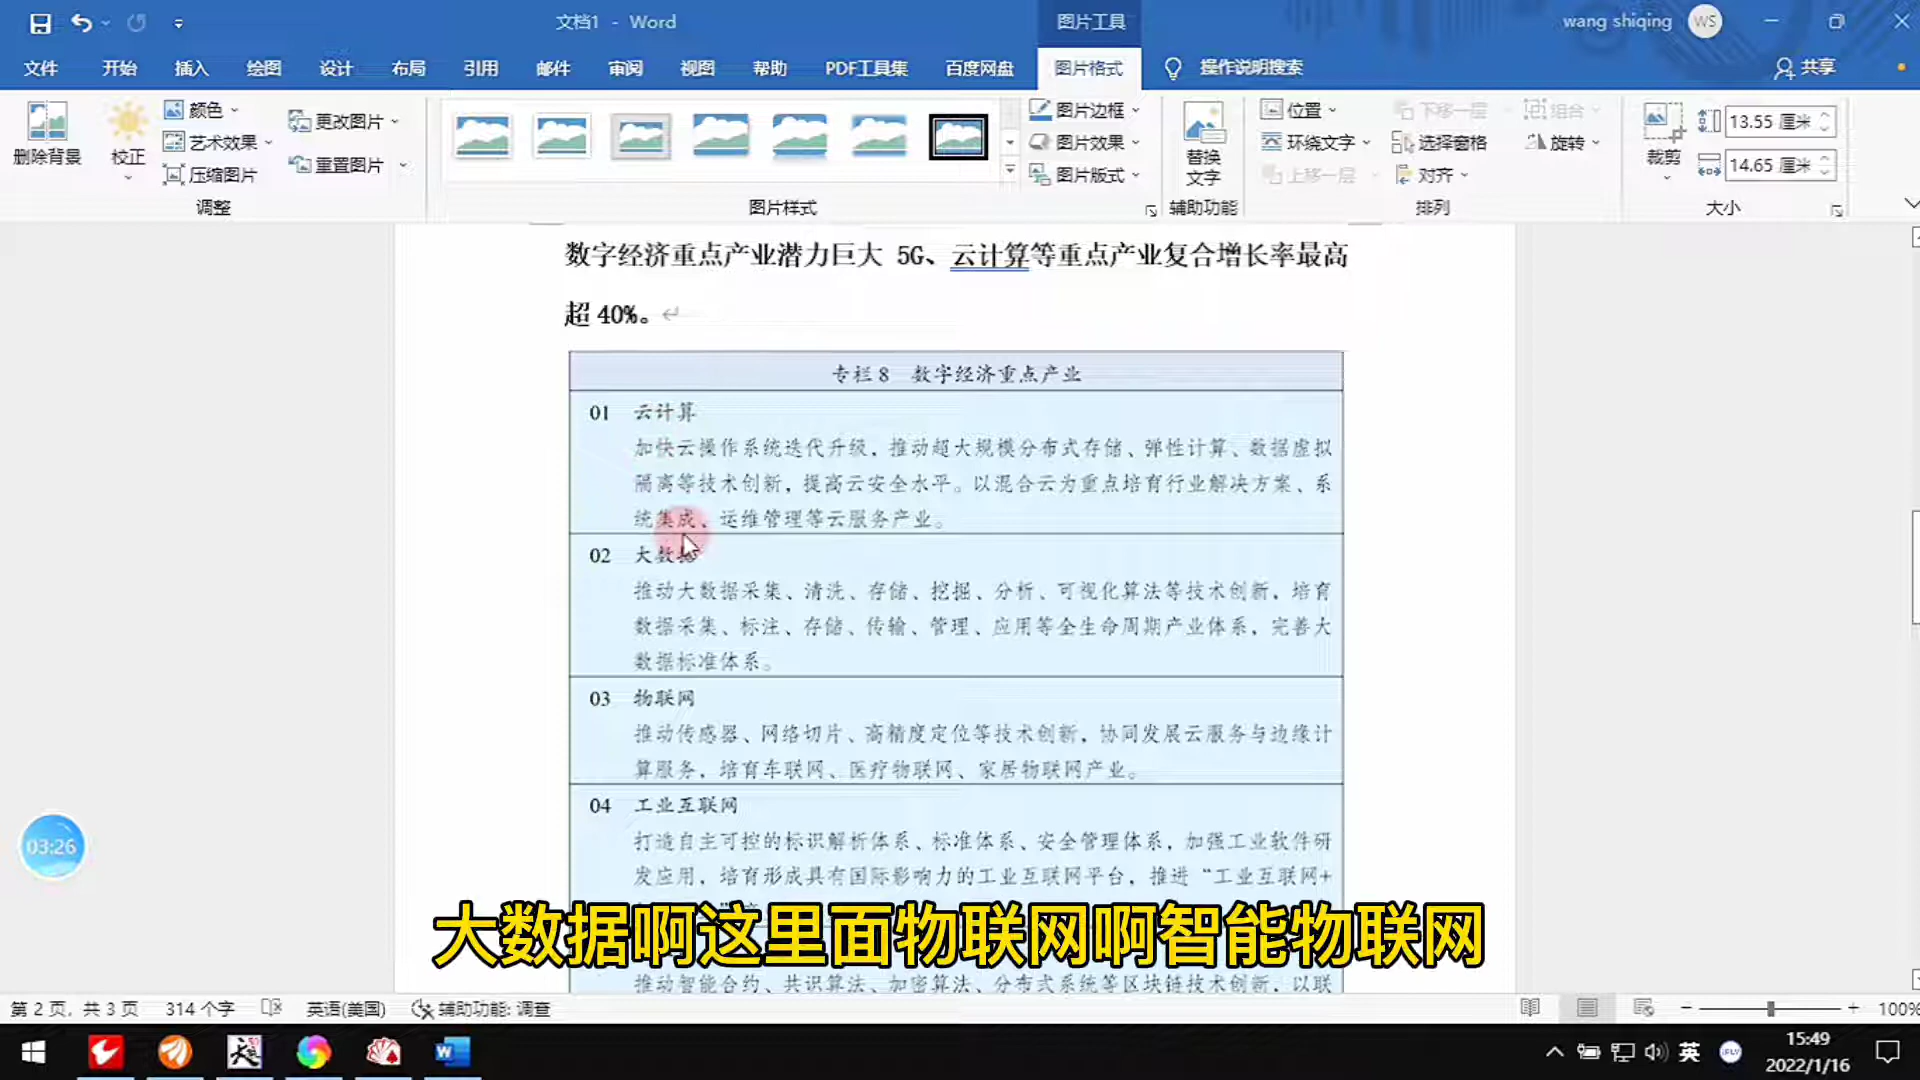 文档1 - Word
图片工具
wang shiqing
WS
文件 开始 插入 绘图 设计 布局 引用 邮件 审阅 视图 帮助 PDF工具集 百度网盘 图片格式 操作说明搜索 共享
删除背景
校正
颜色
艺术效果
压缩图片
更改图片
重置图片
调整
图片样式
图片边框
图片效果
图片版式
替换
文字
辅助功能
位置
环绕文字
上移一层
下移一层
选择窗格
对齐
组合
旋转
排列
裁剪
13.55 厘米
14.65 厘米
大小
数字经济重点产业潜力巨大 5G、云计算等重点产业复合增长率最高
超 40%。
专栏 8 数字经济重点产业
01 云计算
加快云操作系统迭代升级，推动超大规模分布式存储、弹性计算、数据虚拟
隔离等技术创新，提高云安全水平。以混合云为重点培育行业解决方案、系
统集成、运维管理等云服务产业。
02 大数据
推动大数据采集、清洗、存储、挖掘、分析、可视化算法等技术创新，培育
数据采集、标注、存储、传输、管理、应用等全生命周期产业体系，完善大
数据标准体系。
03 物联网
推动传感器、网络切片、高精度定位等技术创新，协同发展云服务与边缘计
算服务，培育车联网、医疗物联网、家居物联网产业。
04 工业互联网
打造自主可控的标识解析体系、标准体系、安全管理体系，加强工业软件研
发应用，培育形成具有国际影响力的工业互联网平台，推进“工业互联网+
大数据啊这里面物联网啊智能物联网
推动智能合约、共识算法、加密算法、分布式系统等区块链技术创新，以联
03:26
第 2 页，共 3 页 314 个字 英语(美国) 辅助功能: 调查 100%
英
15:49
2022/1/16